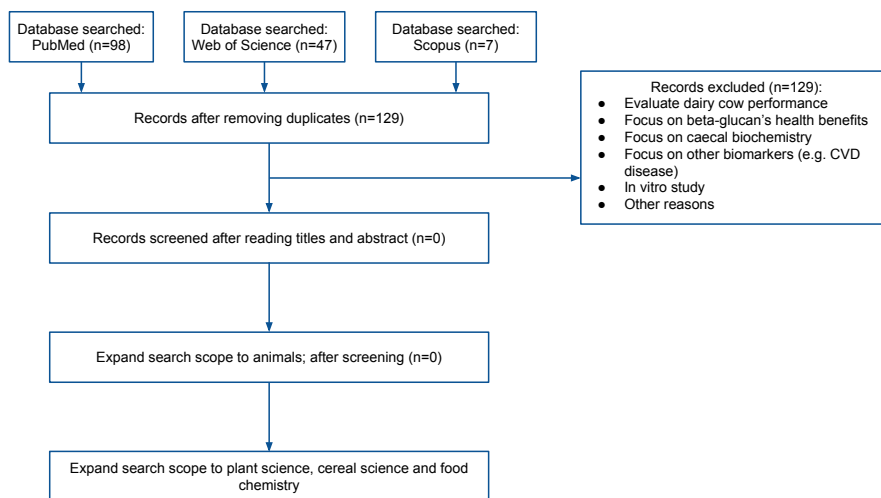 Database searched:
PubMed (n=98)
Database searched:
Web of Science (n=47)
Database searched:
Scopus (n=7)
Records after removing duplicates (n=129)
Records excluded (n=129):
● Evaluate dairy cow performance
● Focus on beta-glucan's health benefits
● Focus on caecal biochemistry
● Focus on other biomarkers (e.g. CVD
disease)
● In vitro study
● Other reasons
Records screened after reading titles and abstract (n=0)
Expand search scope to animals; after screening (n=0)
Expand search scope to plant science, cereal science and food
chemistry